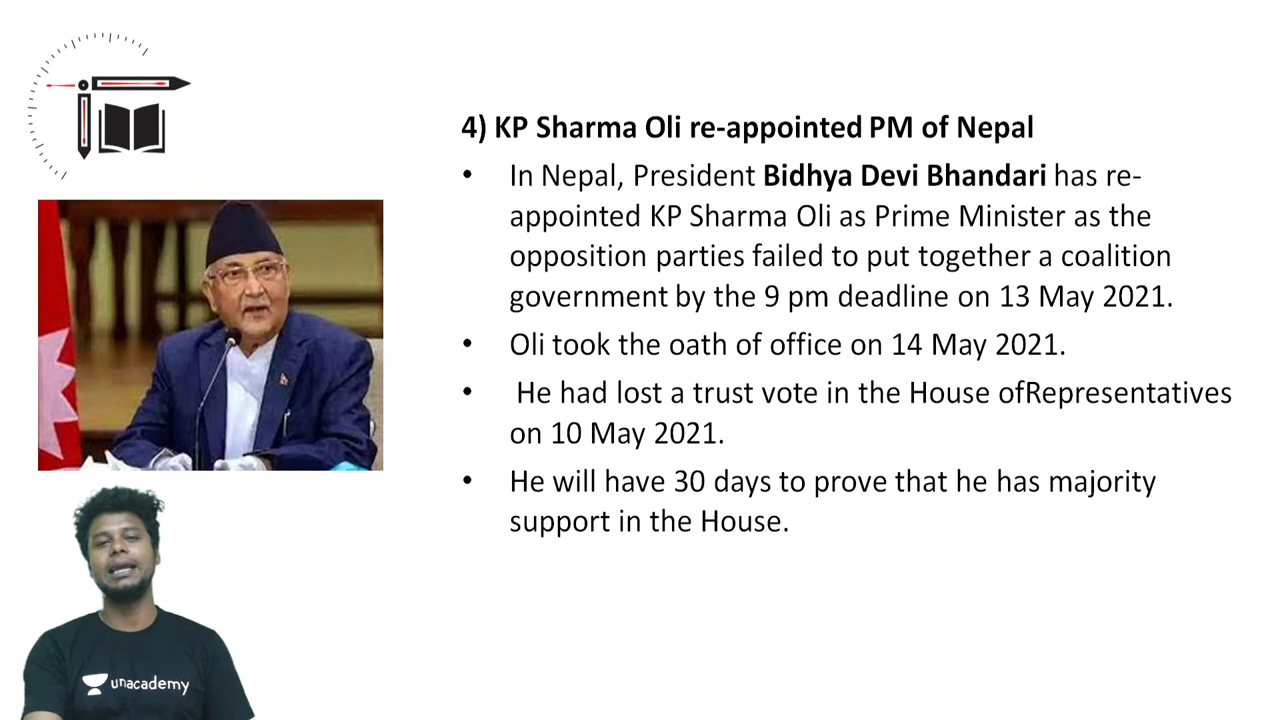 4) KP Sharma Oli re-appointed PM of Nepal
• In Nepal, President Bidhya Devi Bhandari has re-
appointed KP Sharma Oli as Prime Minister as the
opposition parties failed to put together a coalition
government by the 9 pm deadline on 13 May 2021.
• Oli took the oath of office on 14 May 2021.
• He had lost a trust vote in the House ofRepresentatives
on 10 May 2021.
• He will have 30 days to prove that he has majority
support in the House.
unacademy